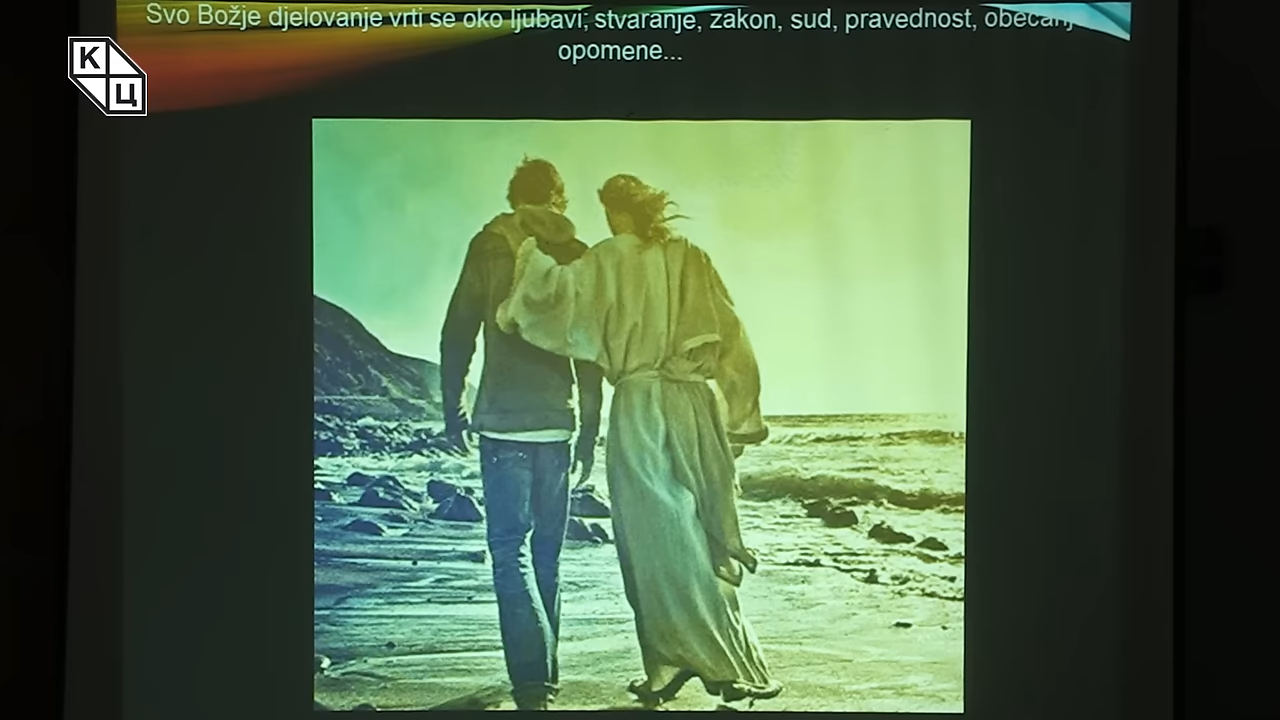 Svo Božje djelovanje vrti se oko ljubavi; stvaranje, zakon, sud, pravednost,
opomene...
К
Ц